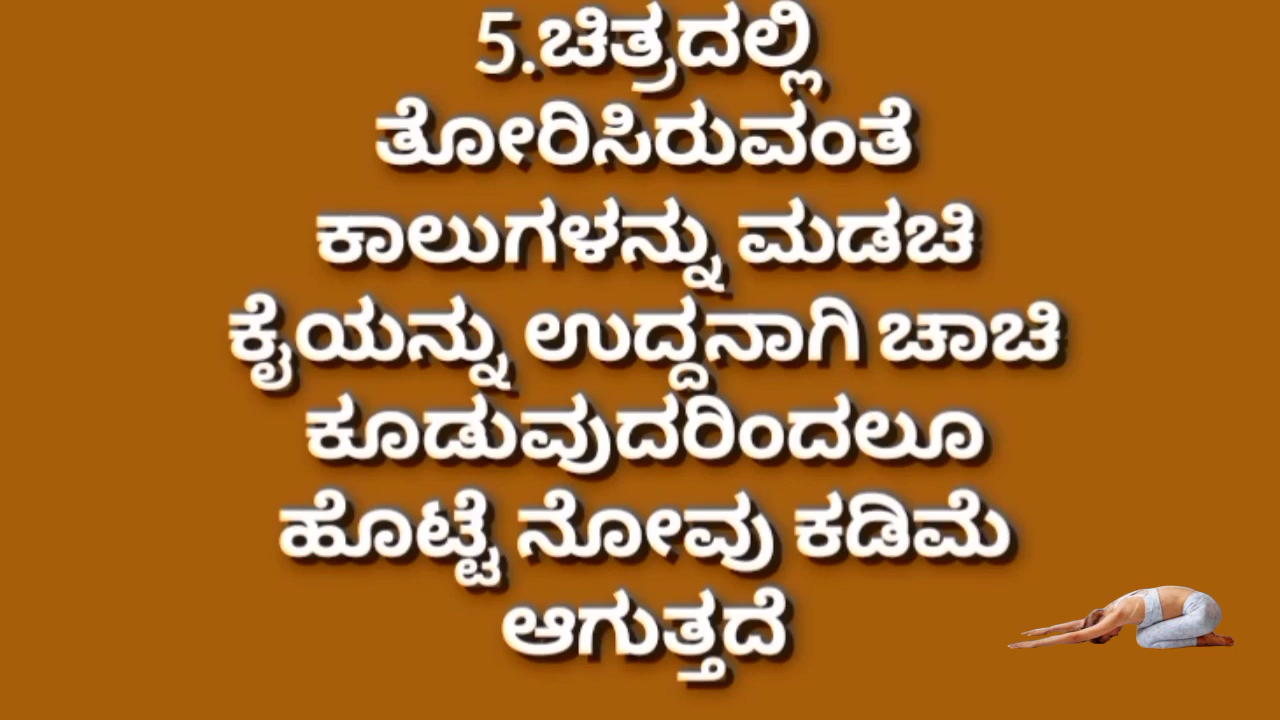 5.ಚಿತ್ರದಲ್ಲಿ
ತೋರಿಸಿರುವಂತೆ
ಕಾಲುಗಳನ್ನು ಮಡಚಿ
ಕೈಯನ್ನು ಉದ್ದನಾಗಿ ಚಾಚಿ
ಕೂಡುವುದರಿಂದಲೂ
ಹೊಟ್ಟೆ ನೋವು ಕಡಿಮೆ
ಆಗುತ್ತದೆ